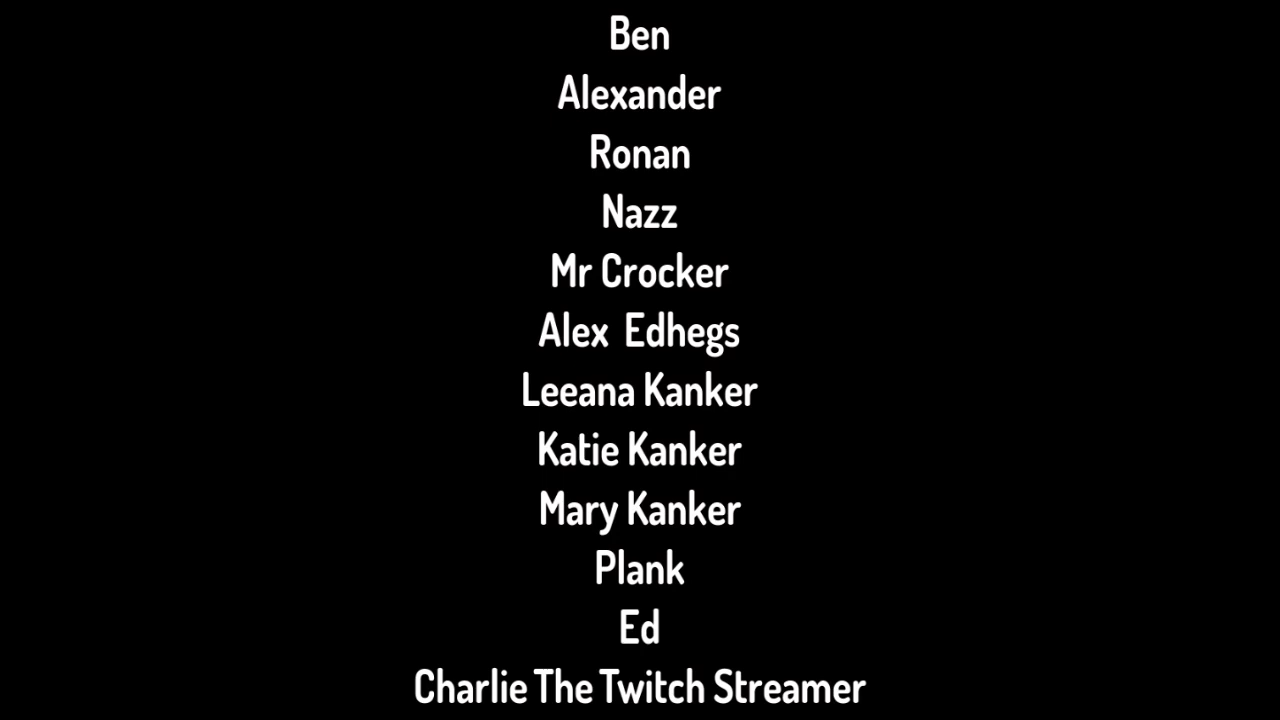 Ben
Alexander
Ronan
Nazz
Mr Crocker
Alex  Edhegs
Leeana Kanker
Katie Kanker
Mary Kanker
Plank
Ed
Charlie The Twitch Streamer